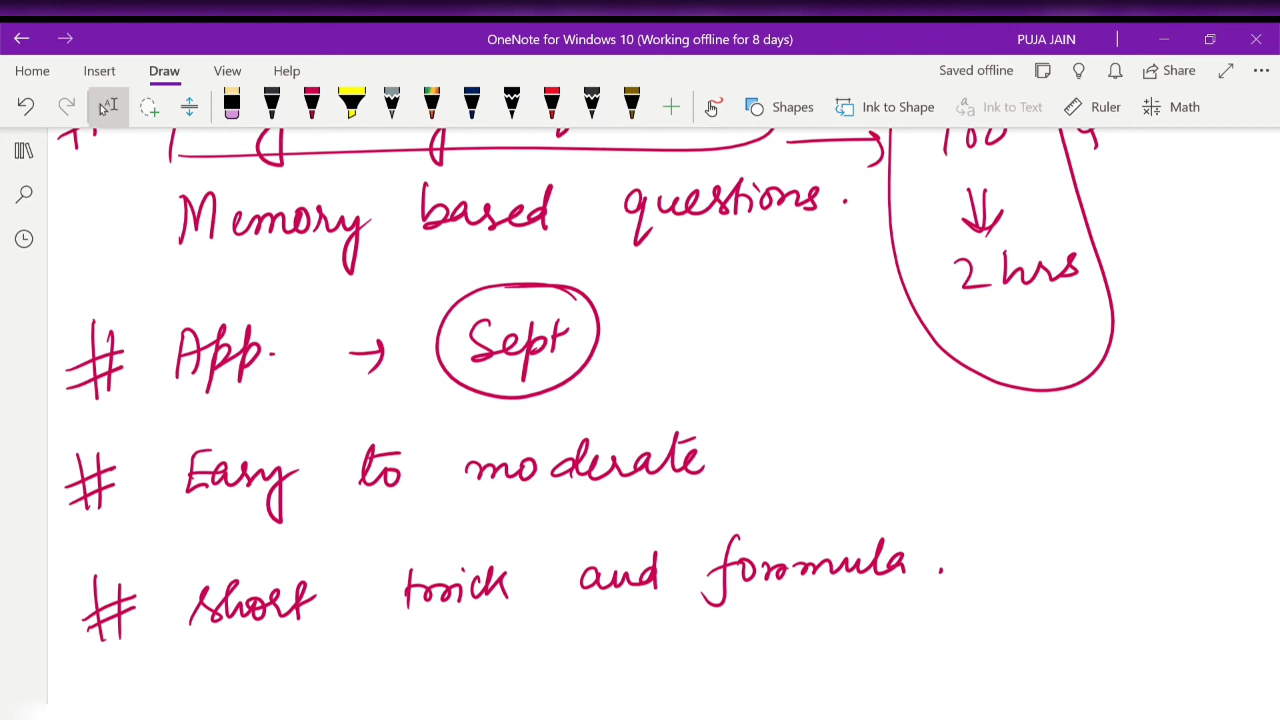 OneNote for Windows 10 (Working offline for 8 days)
PUJA JAIN
Home Insert Draw View Help
Saved offline Share
Shapes Ink to Shape Ink to Text Ruler Math
100
Memory based questions.
2 hrs
# App. → Sept
# Easy to moderate
# short trick and formula.